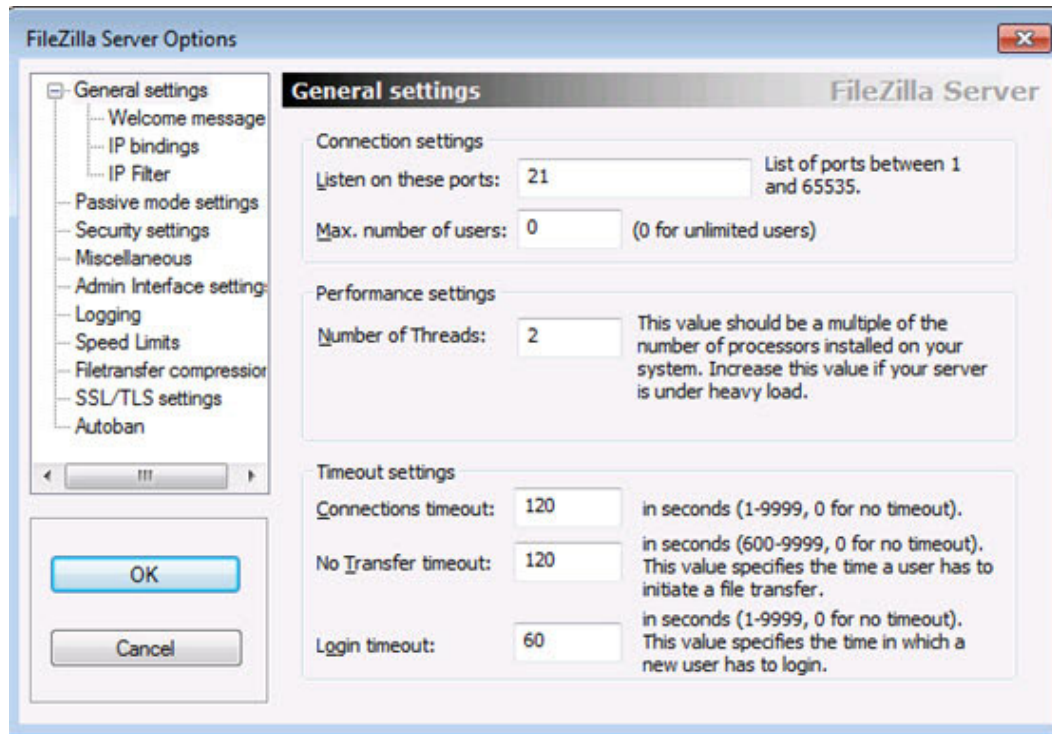 FileZilla Server Options
General settings
Welcome message
IP bindings
IP Filter
Passive mode settings
Security settings
Miscellaneous
Admin Interface setting
Logging
Speed Limits
Filetransfer compression
SSL/TLS settings
Autoban
OK
Cancel
General settings
FileZilla Server
Connection settings
Listen on these ports: 21 List of ports between 1
and 65535.
Max. number of users: 0 (0 for unlimited users)
Performance settings
Number of Threads: 2 This value should be a multiple of the
number of processors installed on your
system. Increase this value if your server
is under heavy load.
Timeout settings
Connections timeout: 120 in seconds (1-9999, 0 for no timeout).
No Transfer timeout: 120 in seconds (600-9999, 0 for no timeout).
This value specifies the time a user has to
initiate a file transfer.
Login timeout: 60 in seconds (1-9999, 0 for no timeout).
This value specifies the time in which a
new user has to login.